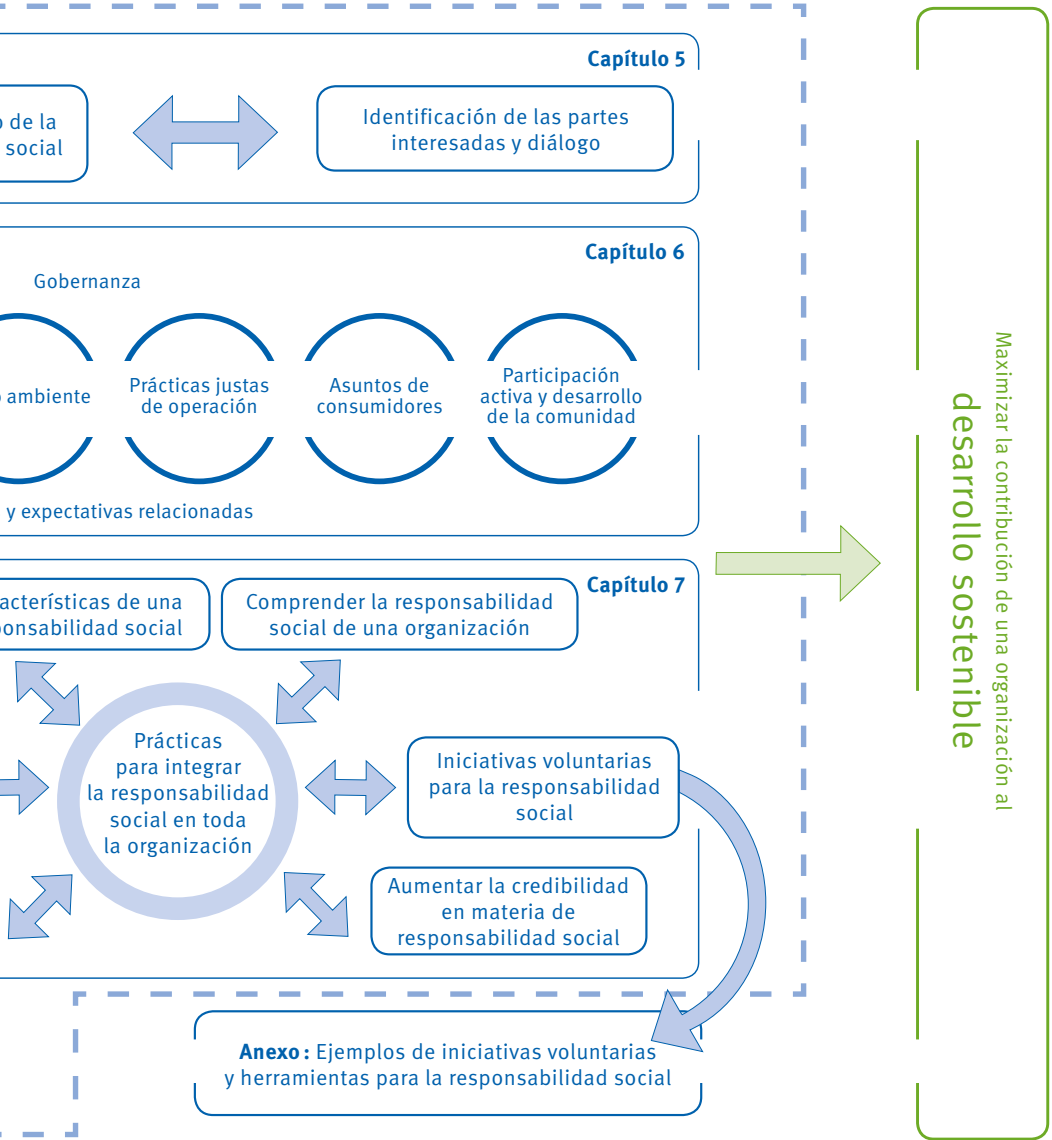 Capítulo 5
o de la
social
Identificación de las partes
interesadas y diálogo
Capítulo 6
Gobernanza
ambiente
Prácticas justas
de operación
Asuntos de
consumidores
Participación
activa y desarrollo
de la comunidad
y expectativas relacionadas
Capítulo 7
acterísticas de una
ponsabilidad social
Comprender la responsabilidad
social de una organización
Prácticas
para integrar
la responsabilidad
social en toda
la organización
Iniciativas voluntarias
para la responsabilidad
social
Aumentar la credibilidad
en materia de
responsabilidad social
Anexo : Ejemplos de iniciativas voluntarias
y herramientas para la responsabilidad social
Maximizar la contribución de una organización al
desarrollo sostenible